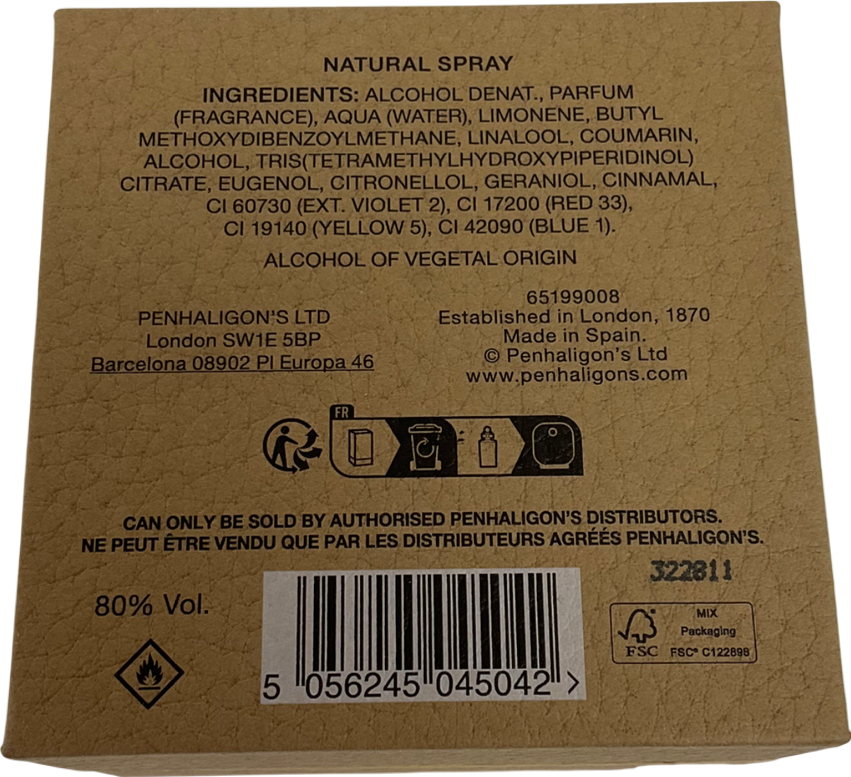 NATURAL SPRAY
INGREDIENTS: ALCOHOL DENAT., PARFUM
(FRAGRANCE), AQUA (WATER), LIMONENE, BUTYL
METHOXYDIBENZOYLMETHANE, LINALOOL, COUMARIN,
ALCOHOL, TRIS(TETRAMETHYLHYDROXYPIPERIDINOL)
CITRATE, EUGENOL, CITRONELLOL, GERANIOL, CINNAMAL,
CI 60730 (EXT. VIOLET 2), CI 17200 (RED 33),
CI 19140 (YELLOW 5), CI 42090 (BLUE 1).
ALCOHOL OF VEGETAL ORIGIN
PENHALIGON'S LTD
London SW1E 5BP
Barcelona 08902 Pl Europa 46
65199008
Established in London, 1870
Made in Spain.
© Penhaligon's Ltd
www.penhaligons.com
FR
CAN ONLY BE SOLD BY AUTHORISED PENHALIGON'S DISTRIBUTORS.
NE PEUT ÊTRE VENDU QUE PAR LES DISTRIBUTEURS AGRÉÉS PENHALIGON'S.
322811
80% Vol.
5 056245 045042 >
FSC
MIX
Packaging
FSC® C122898